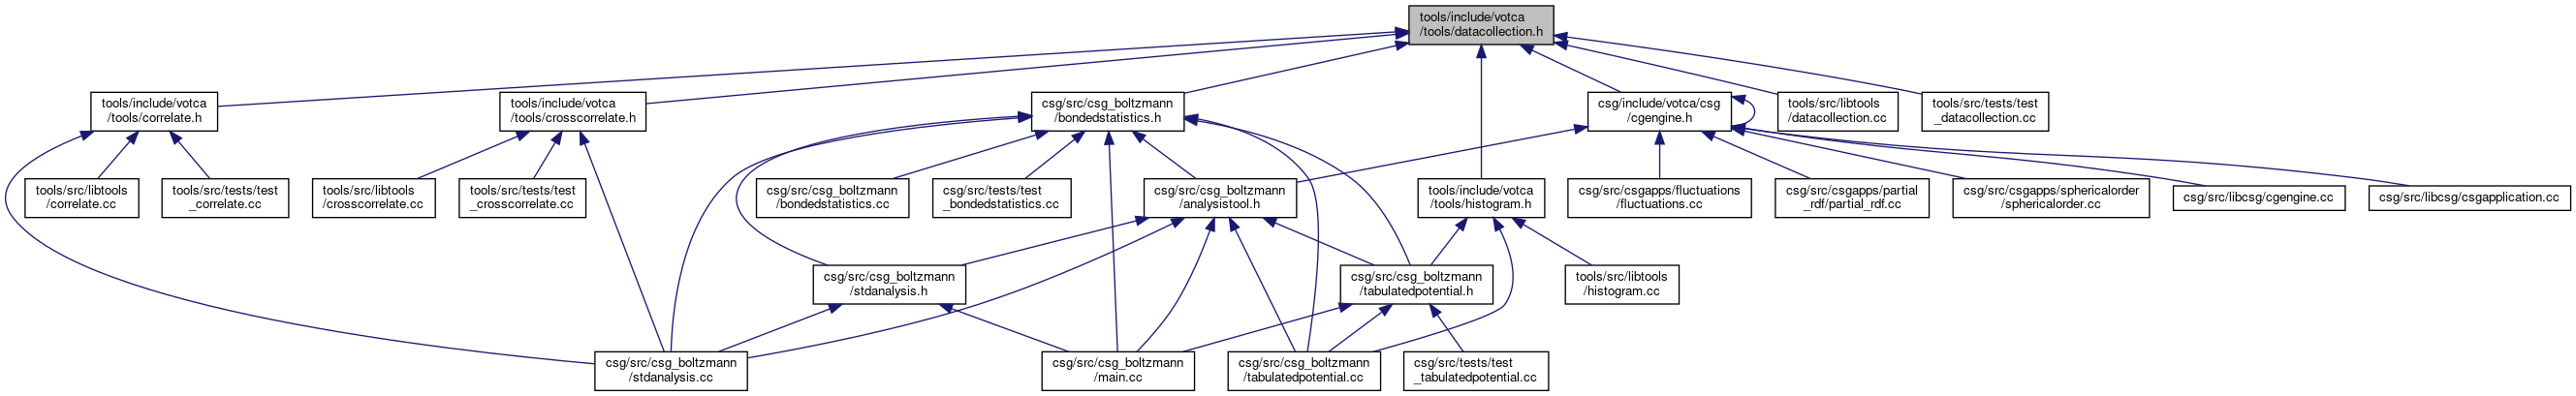 tools/include/votca
/tools/datacollection.h
tools/include/votca
/tools/correlate.h
tools/include/votca
/tools/crosscorrelate.h
csg/src/csg_boltzmann
/bondedstatistics.h
csg/include/votca/csg
/cgengine.h
tools/src/libtools
/datacollection.cc
tools/src/tests/test
_datacollection.cc
tools/src/libtools
/correlate.cc
tools/src/tests/test
_correlate.cc
tools/src/libtools
/crosscorrelate.cc
tools/src/tests/test
_crosscorrelate.cc
csg/src/csg_boltzmann
/bondedstatistics.cc
csg/src/tests/test
_bondedstatistics.cc
csg/src/csg_boltzmann
/analysistool.h
tools/include/votca
/tools/histogram.h
csg/src/csgapps/fluctuations
/fluctuations.cc
csg/src/csgapps/partial
_rdf/partial_rdf.cc
csg/src/csgapps/sphericalorder
/sphericalorder.cc
csg/src/libcsg/cgengine.cc
csg/src/libcsg/csgapplication.cc
csg/src/csg_boltzmann
/stdanalysis.h
csg/src/csg_boltzmann
/tabulatedpotential.h
tools/src/libtools
/histogram.cc
csg/src/csg_boltzmann
/stdanalysis.cc
csg/src/csg_boltzmann
/main.cc
csg/src/csg_boltzmann
/tabulatedpotential.cc
csg/src/tests/test
_tabulatedpotential.cc